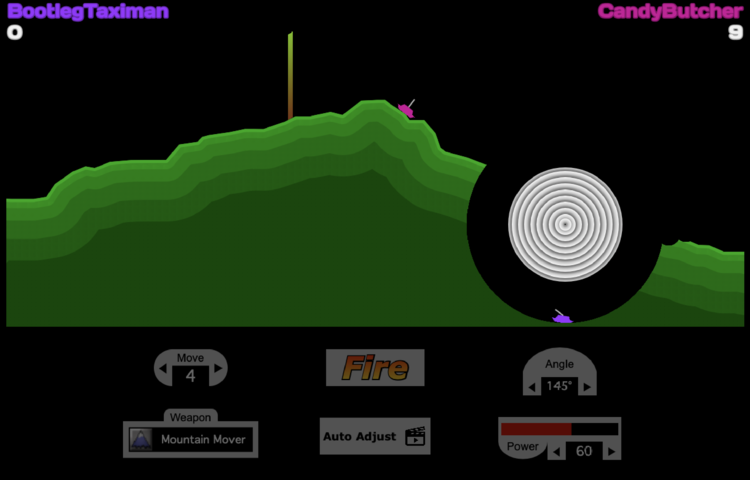 BootlegTaximan
CandyButcher
0
9
Move
4
Fire
Angle
145°
Weapon
Mountain Mover
Auto Adjust
Power
60